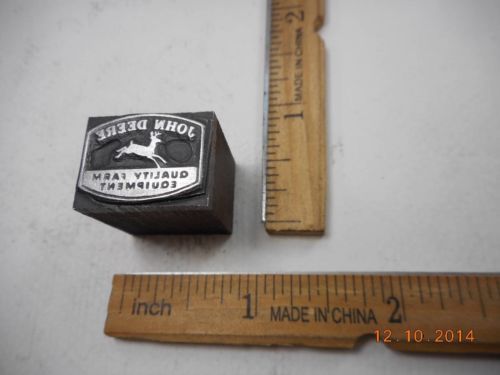 JOHN DEERE
QUALITY FARM
EQUIPMENT
2
MADE IN CHINA
1
inch 1 MADE IN CHINA 2
12.10.2014